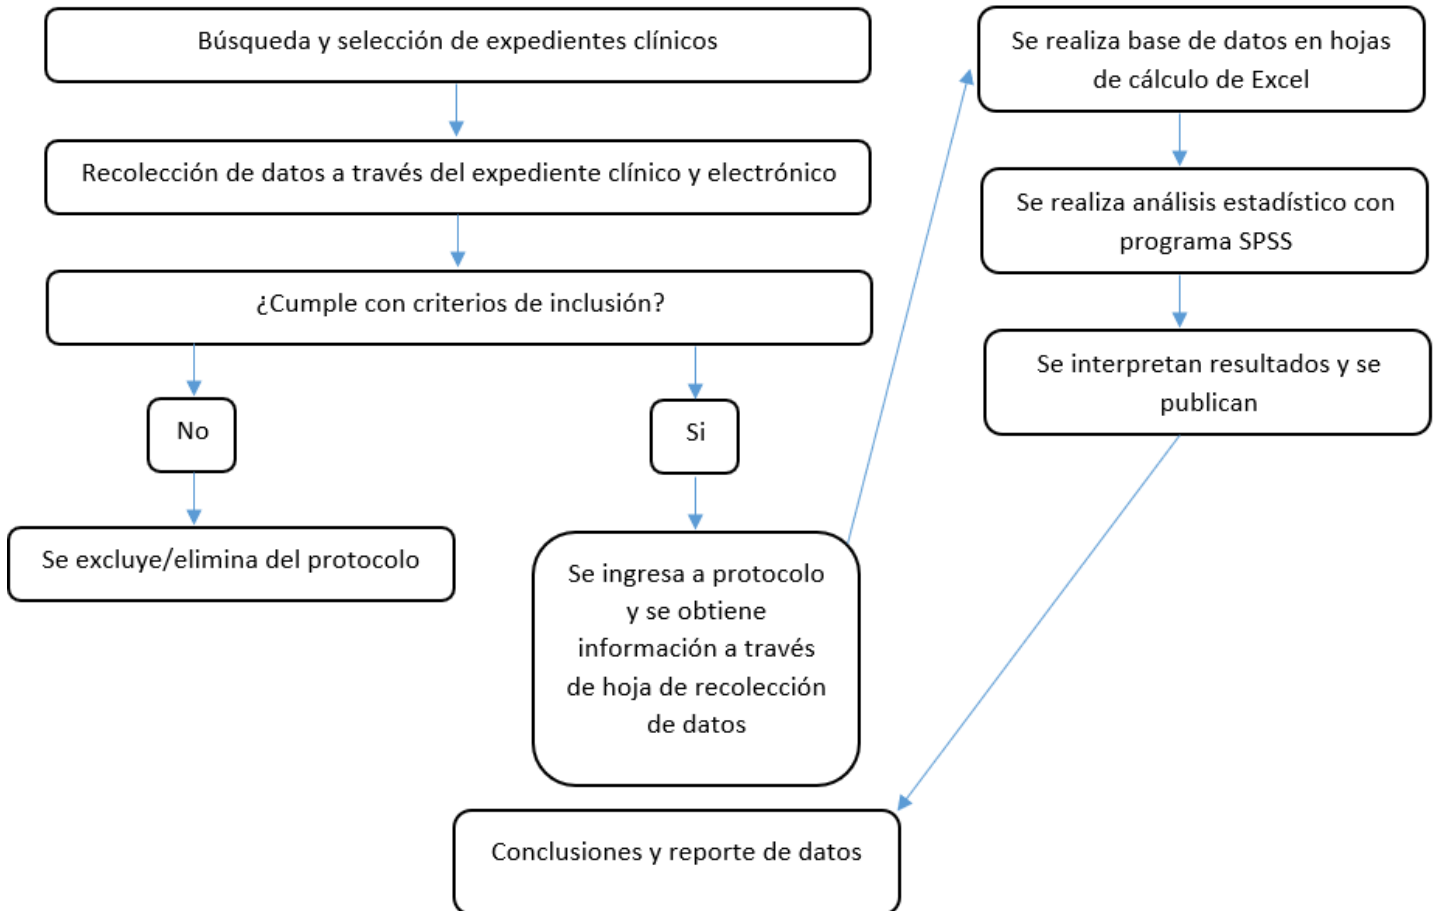 Búsqueda y selección de expedientes clínicos
Recolección de datos a través del expediente clínico y electrónico
¿Cumple con criterios de inclusión?
No
Si
Se excluye/elimina del protocolo
Se ingresa a protocolo
y se obtiene
información a través
de hoja de recolección
de datos
Se realiza base de datos en hojas
de cálculo de Excel
Se realiza análisis estadístico con
programa SPSS
Se interpretan resultados y se
publican
Conclusiones y reporte de datos